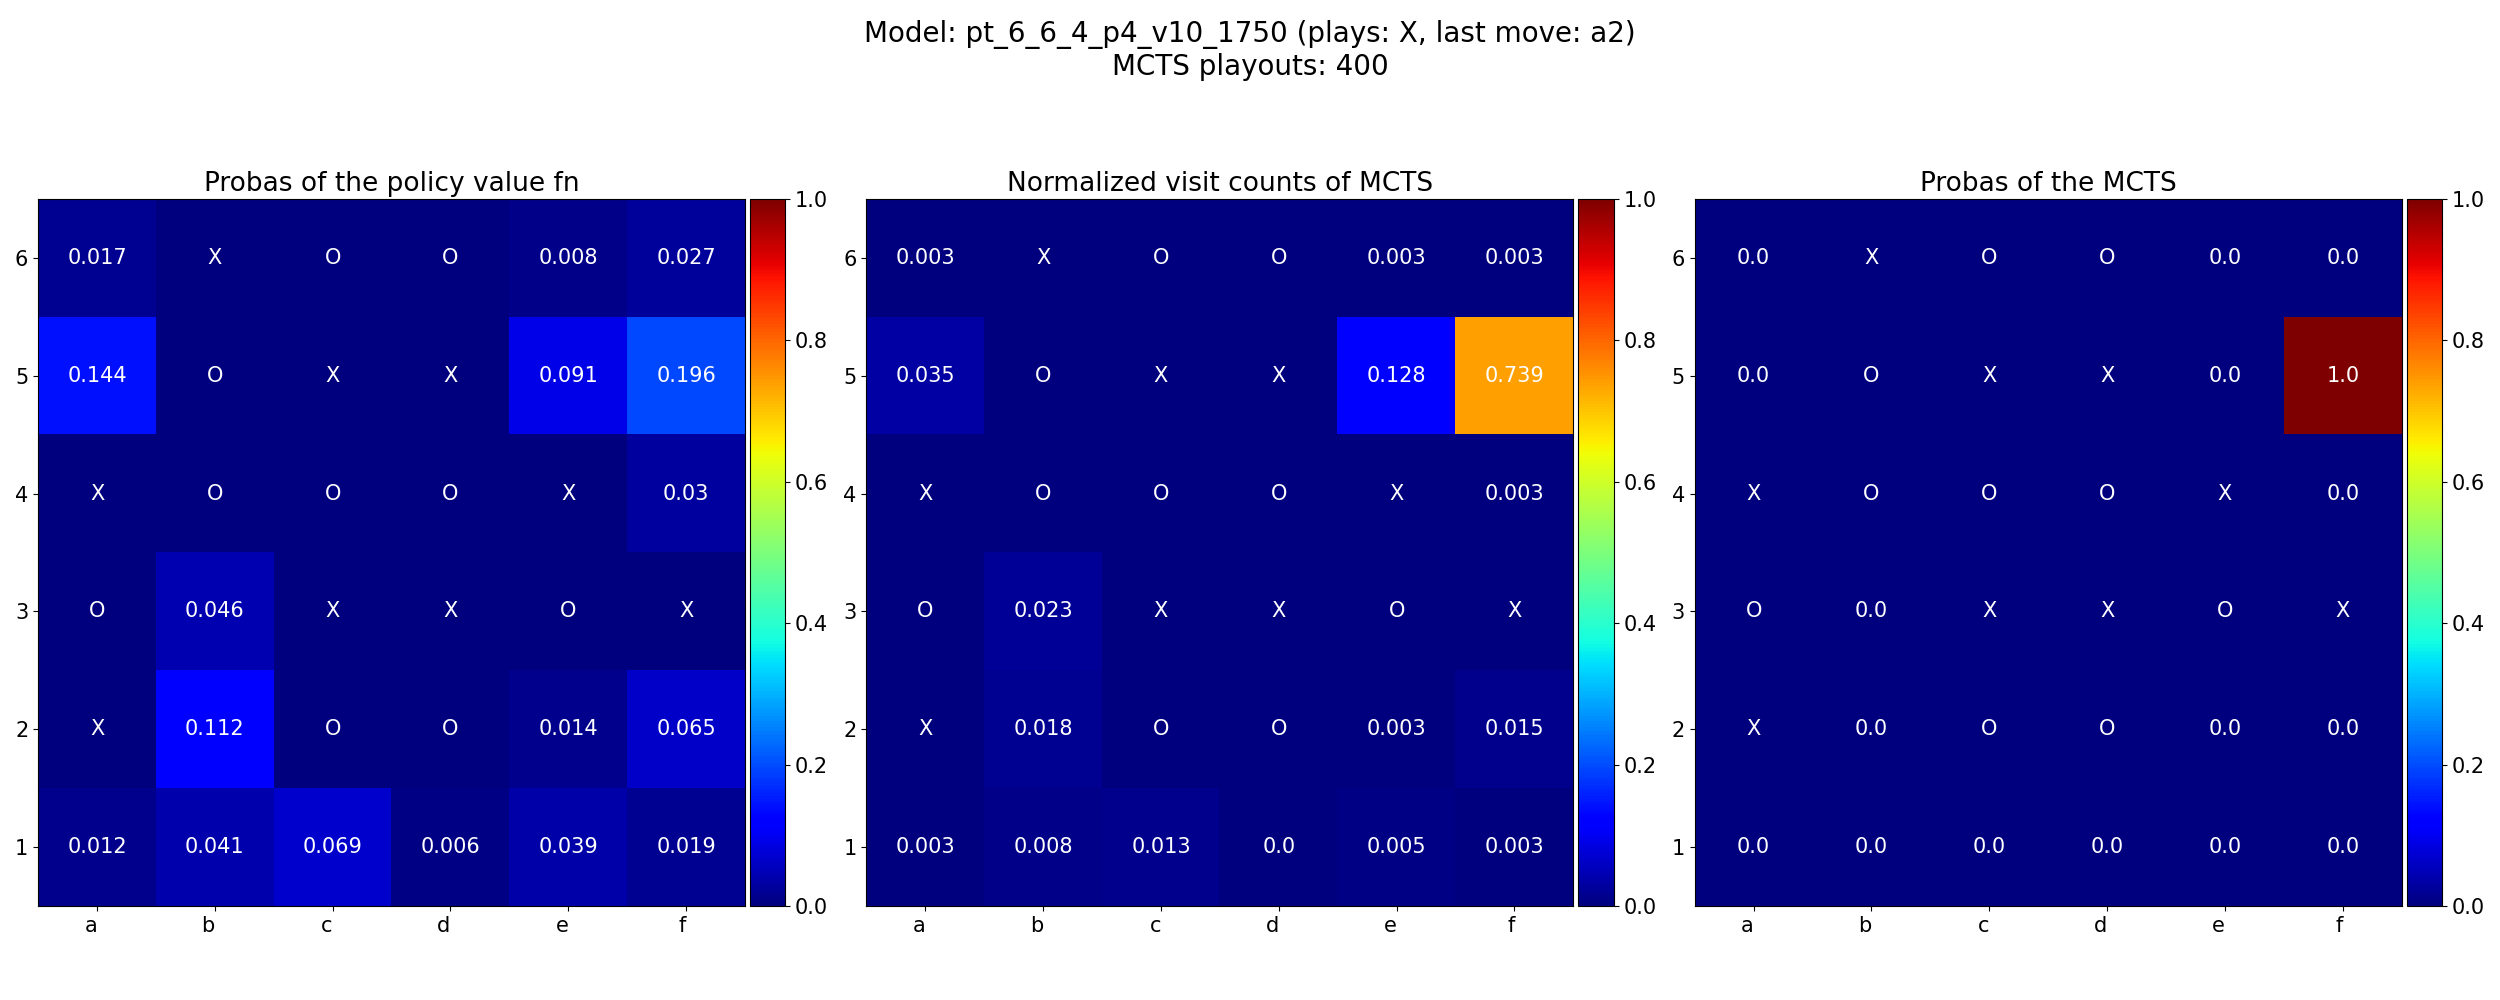 Model: pt_6_6_4_p4_v10_1750 (plays: X, last move: a2)
MCTS playouts: 400
Probas of the policy value fn
6 0.017 X O O 0.008 0.027
5 0.144 O X X 0.091 0.196
4 X O O O X 0.03
3 O 0.046 X X O X
2 X 0.112 O O 0.014 0.065
1 0.012 0.041 0.069 0.006 0.039 0.019
a b c d e f
1.0
0.8
0.6
0.4
0.2
0.0
Normalized visit counts of MCTS
6 0.003 X O O 0.003 0.003
5 0.035 O X X 0.128 0.739
4 X O O O X 0.003
3 O 0.023 X X O X
2 X 0.018 O O 0.003 0.015
1 0.003 0.008 0.013 0.0 0.005 0.003
a b c d e f
1.0
0.8
0.6
0.4
0.2
0.0
Probas of the MCTS
6 0.0 X O O 0.0 0.0
5 0.0 O X X 0.0 1.0
4 X O O O X 0.0
3 O 0.0 X X O X
2 X 0.0 O O 0.0 0.0
1 0.0 0.0 0.0 0.0 0.0 0.0
a b c d e f
1.0
0.8
0.6
0.4
0.2
0.0